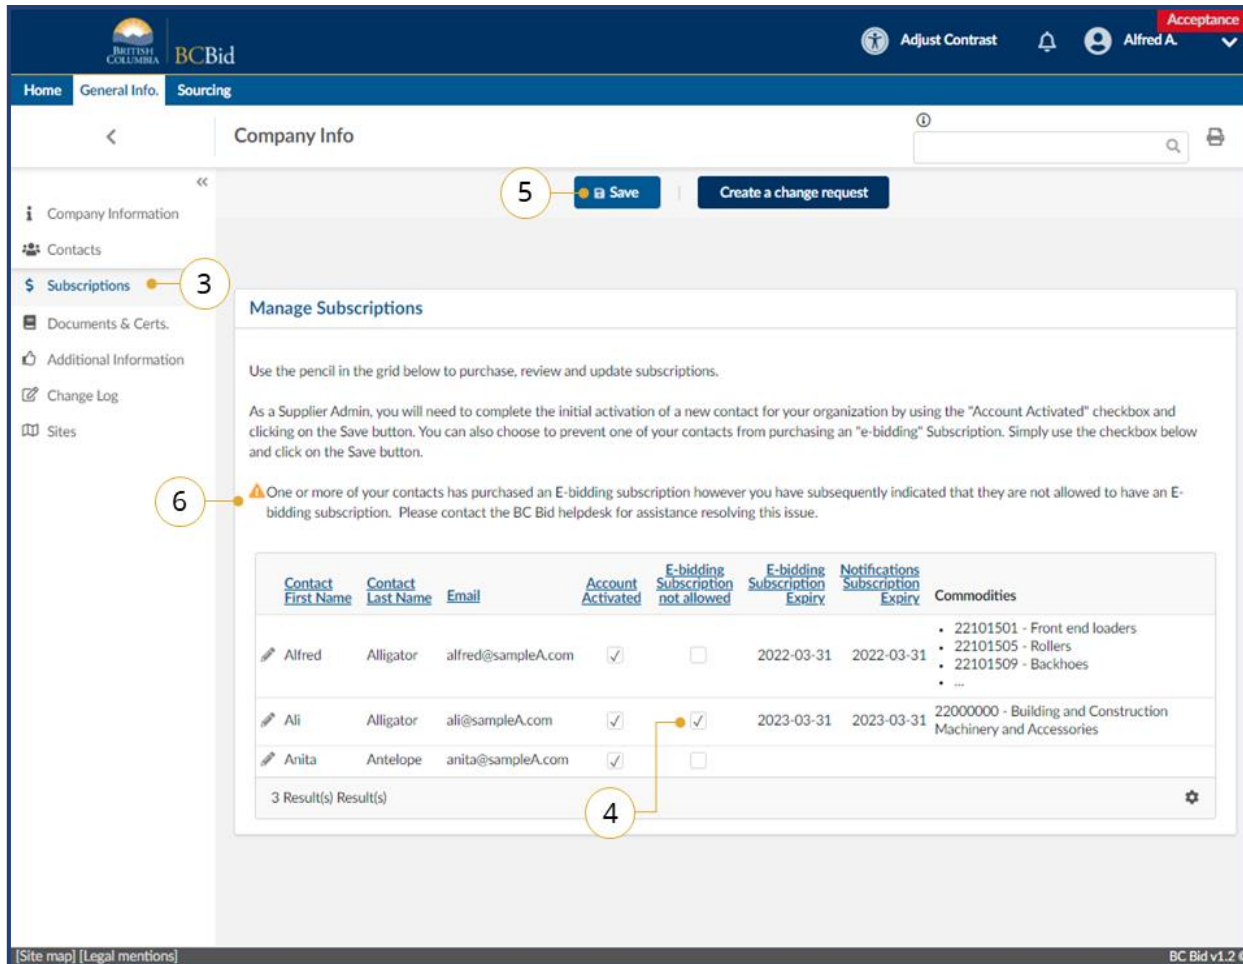 Acceptance
BRITISH
COLUMBIA
BCBid
Adjust Contrast
Alfred A.
Home General Info. Sourcing
Company Info
5
Save
Create a change request
Company Information
Contacts
Subscriptions
3
Documents & Certs.
Additional Information
Change Log
Sites
Manage Subscriptions
Use the pencil in the grid below to purchase, review and update subscriptions.
As a Supplier Admin, you will need to complete the initial activation of a new contact for your organization by using the "Account Activated" checkbox and
clicking on the Save button. You can also choose to prevent one of your contacts from purchasing an "e-bidding" Subscription. Simply use the checkbox below
and click on the Save button.
6
One or more of your contacts has purchased an E-bidding subscription however you have subsequently indicated that they are not allowed to have an E-
bidding subscription. Please contact the BC Bid helpdesk for assistance resolving this issue.
Contact
First Name
Contact
Last Name
Email
Account
Activated
E-bidding
Subscription
not allowed
E-bidding
Subscription
Expiry
Notifications
Subscription
Expiry
Commodities
Alfred Alligator alfred@sampleA.com 2022-03-31 2022-03-31
• 22101501 - Front end loaders
• 22101505 - Rollers
• 22101509 - Backhoes
• ...
Ali Alligator ali@sampleA.com 2023-03-31 2023-03-31
22000000 - Building and Construction
Machinery and Accessories
Anita Antelope anita@sampleA.com
3 Result(s) Result(s)
4
[Site map] [Legal mentions]
BC Bid v1.2 ©